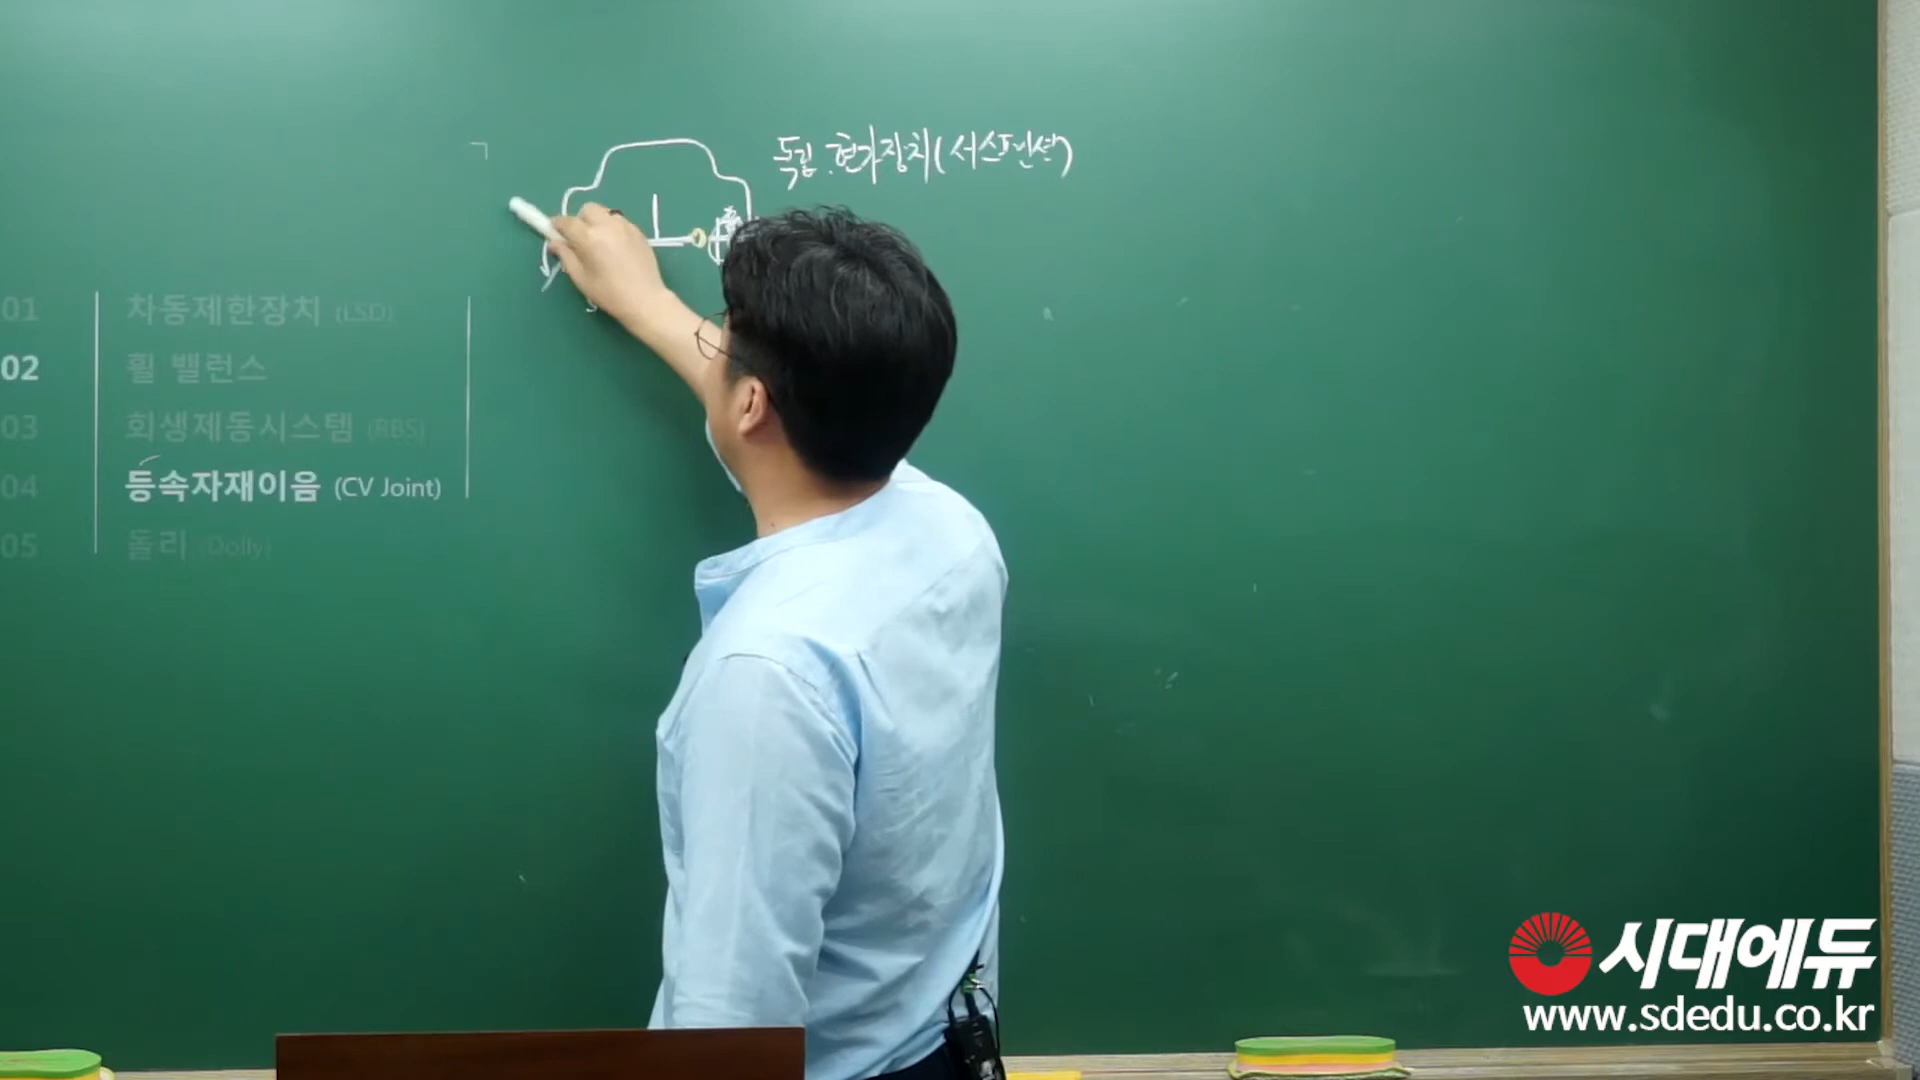 독립 현가장치(서스펜션)
01 차동제한장치 (LSD)
02 휠 밸런스
03 회생제동시스템 (RBS)
04 등속자재이음 (CV Joint)
05 돌리 (Dolly)
시대에듀
www.sdedu.co.kr